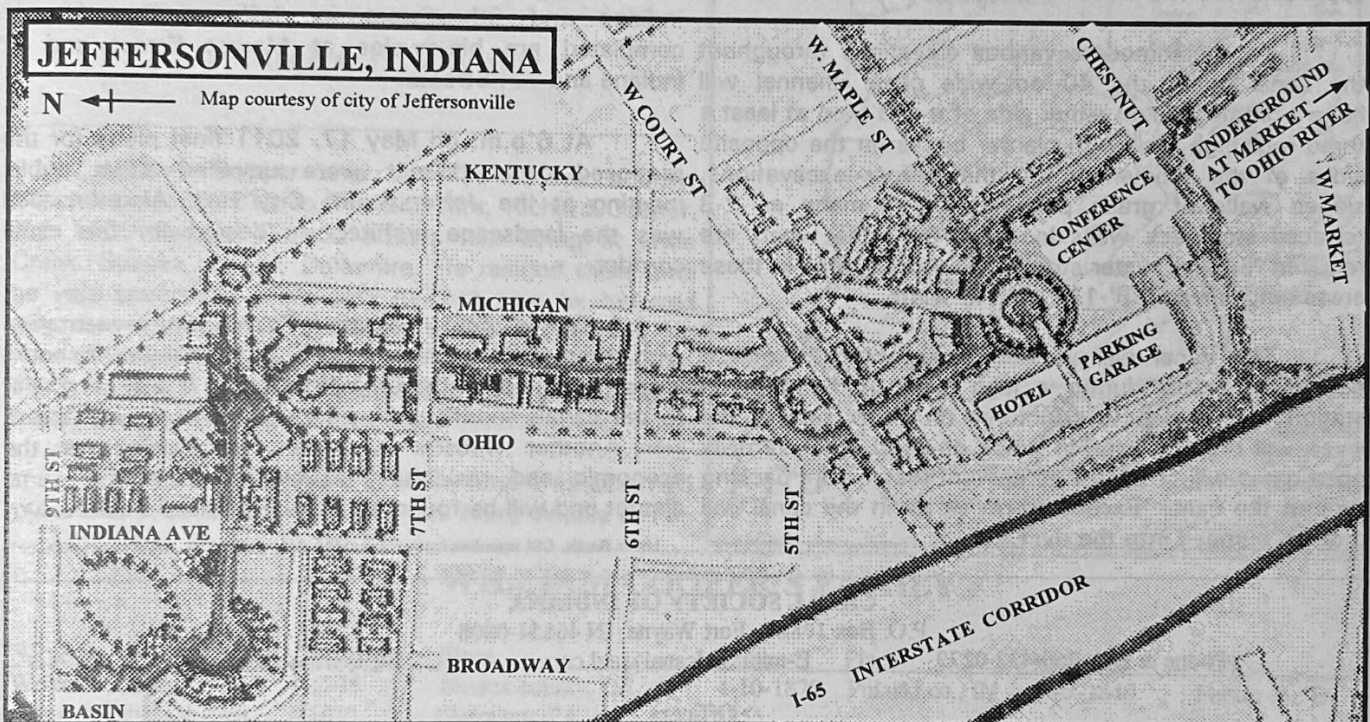 JEFFERSONVILLE, INDIANA
N
Map courtesy of city of Jeffersonville
W COURT ST
W. MAPLE ST
CHESTNUT
UNDERGROUND
AT MARKET
TO OHIO RIVER
W MARKET
KENTUCKY
CONFERENCE
CENTER
MICHIGAN
PARKING
GARAGE
HOTEL
OHIO
9TH ST
7TH ST
6TH ST
5TH ST
INDIANA AVE
I-65 INTERSTATE CORRIDOR
BROADWAY
BASIN